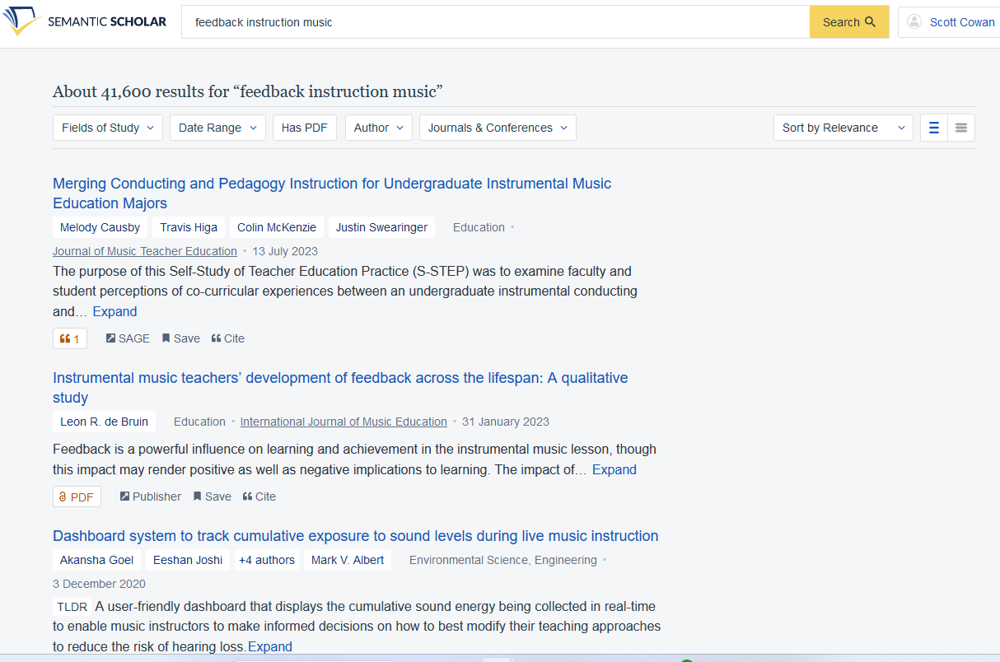 SEMANTIC SCHOLAR
feedback instruction music
Search
Scott Cowan
About 41,600 results for “feedback instruction music”
Fields of Study
Date Range
Has PDF
Author
Journals & Conferences
Sort by Relevance
Merging Conducting and Pedagogy Instruction for Undergraduate Instrumental Music
Education Majors
Melody Causby Travis Higa Colin McKenzie Justin Swearinger Education •
Journal of Music Teacher Education • 13 July 2023
The purpose of this Self-Study of Teacher Education Practice (S-STEP) was to examine faculty and
student perceptions of co-curricular experiences between an undergraduate instrumental conducting
and… Expand
1 SAGE Save Cite
Instrumental music teachers’ development of feedback across the lifespan: A qualitative
study
Leon R. de Bruin Education • International Journal of Music Education • 31 January 2023
Feedback is a powerful influence on learning and achievement in the instrumental music lesson, though
this impact may render positive as well as negative implications to learning. The impact of… Expand
PDF Publisher Save Cite
Dashboard system to track cumulative exposure to sound levels during live music instruction
Akansha Goel Eeshan Joshi +4 authors Mark V. Albert Environmental Science, Engineering •
3 December 2020
TLDR A user-friendly dashboard that displays the cumulative sound energy being collected in real-time
to enable music instructors to make informed decisions on how to best modify their teaching approaches
to reduce the risk of hearing loss. Expand